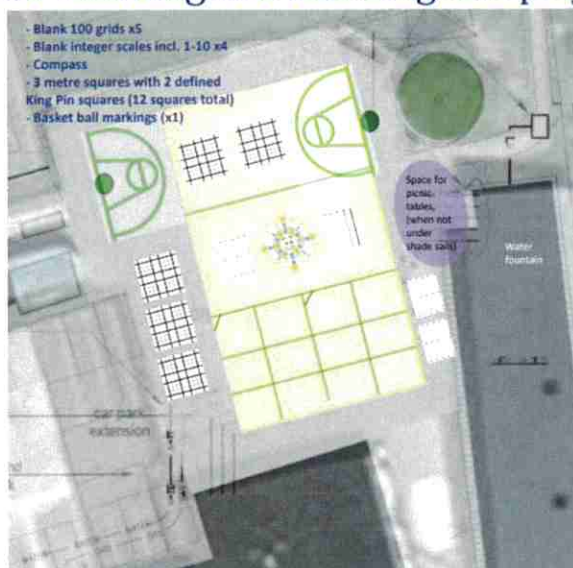 - Blank 100 grids x5
- Blank integer scales incl. 1-10 x4
- Compass
- 3 metre squares with 2 defined
King Pin squares (12 squares total)
- Basket ball markings (x1)
Space for
picnic
tables,
(when not
under
shade sails)
Water
fountain
car park
extension